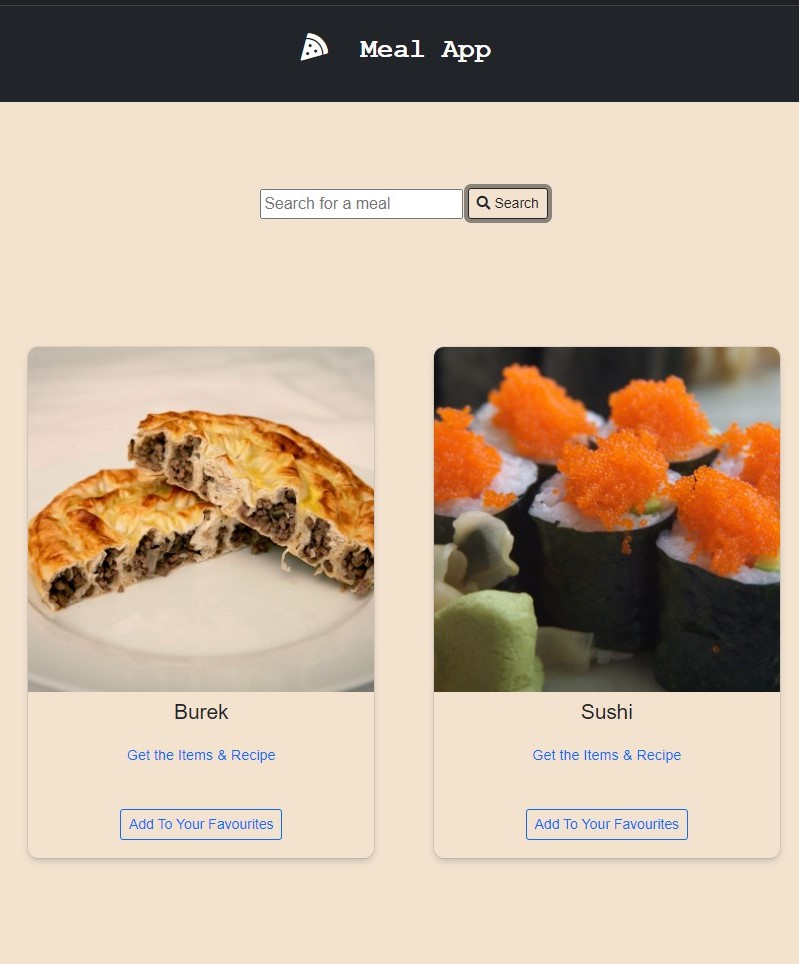 Meal App
Search for a meal
Search
Burek
Sushi
Get the Items & Recipe
Get the Items & Recipe
Add To Your Favourites
Add To Your Favourites